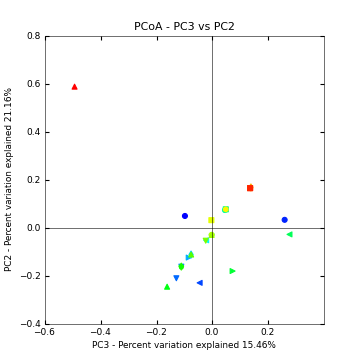 PCoA - PC3 vs PC2
0.8
0.6
0.4
0.2
0.0
−0.2
−0.4
−0.6 −0.4 −0.2 0.0 0.2
PC2 - Percent variation explained 21.16%
PC3 - Percent variation explained 15.46%